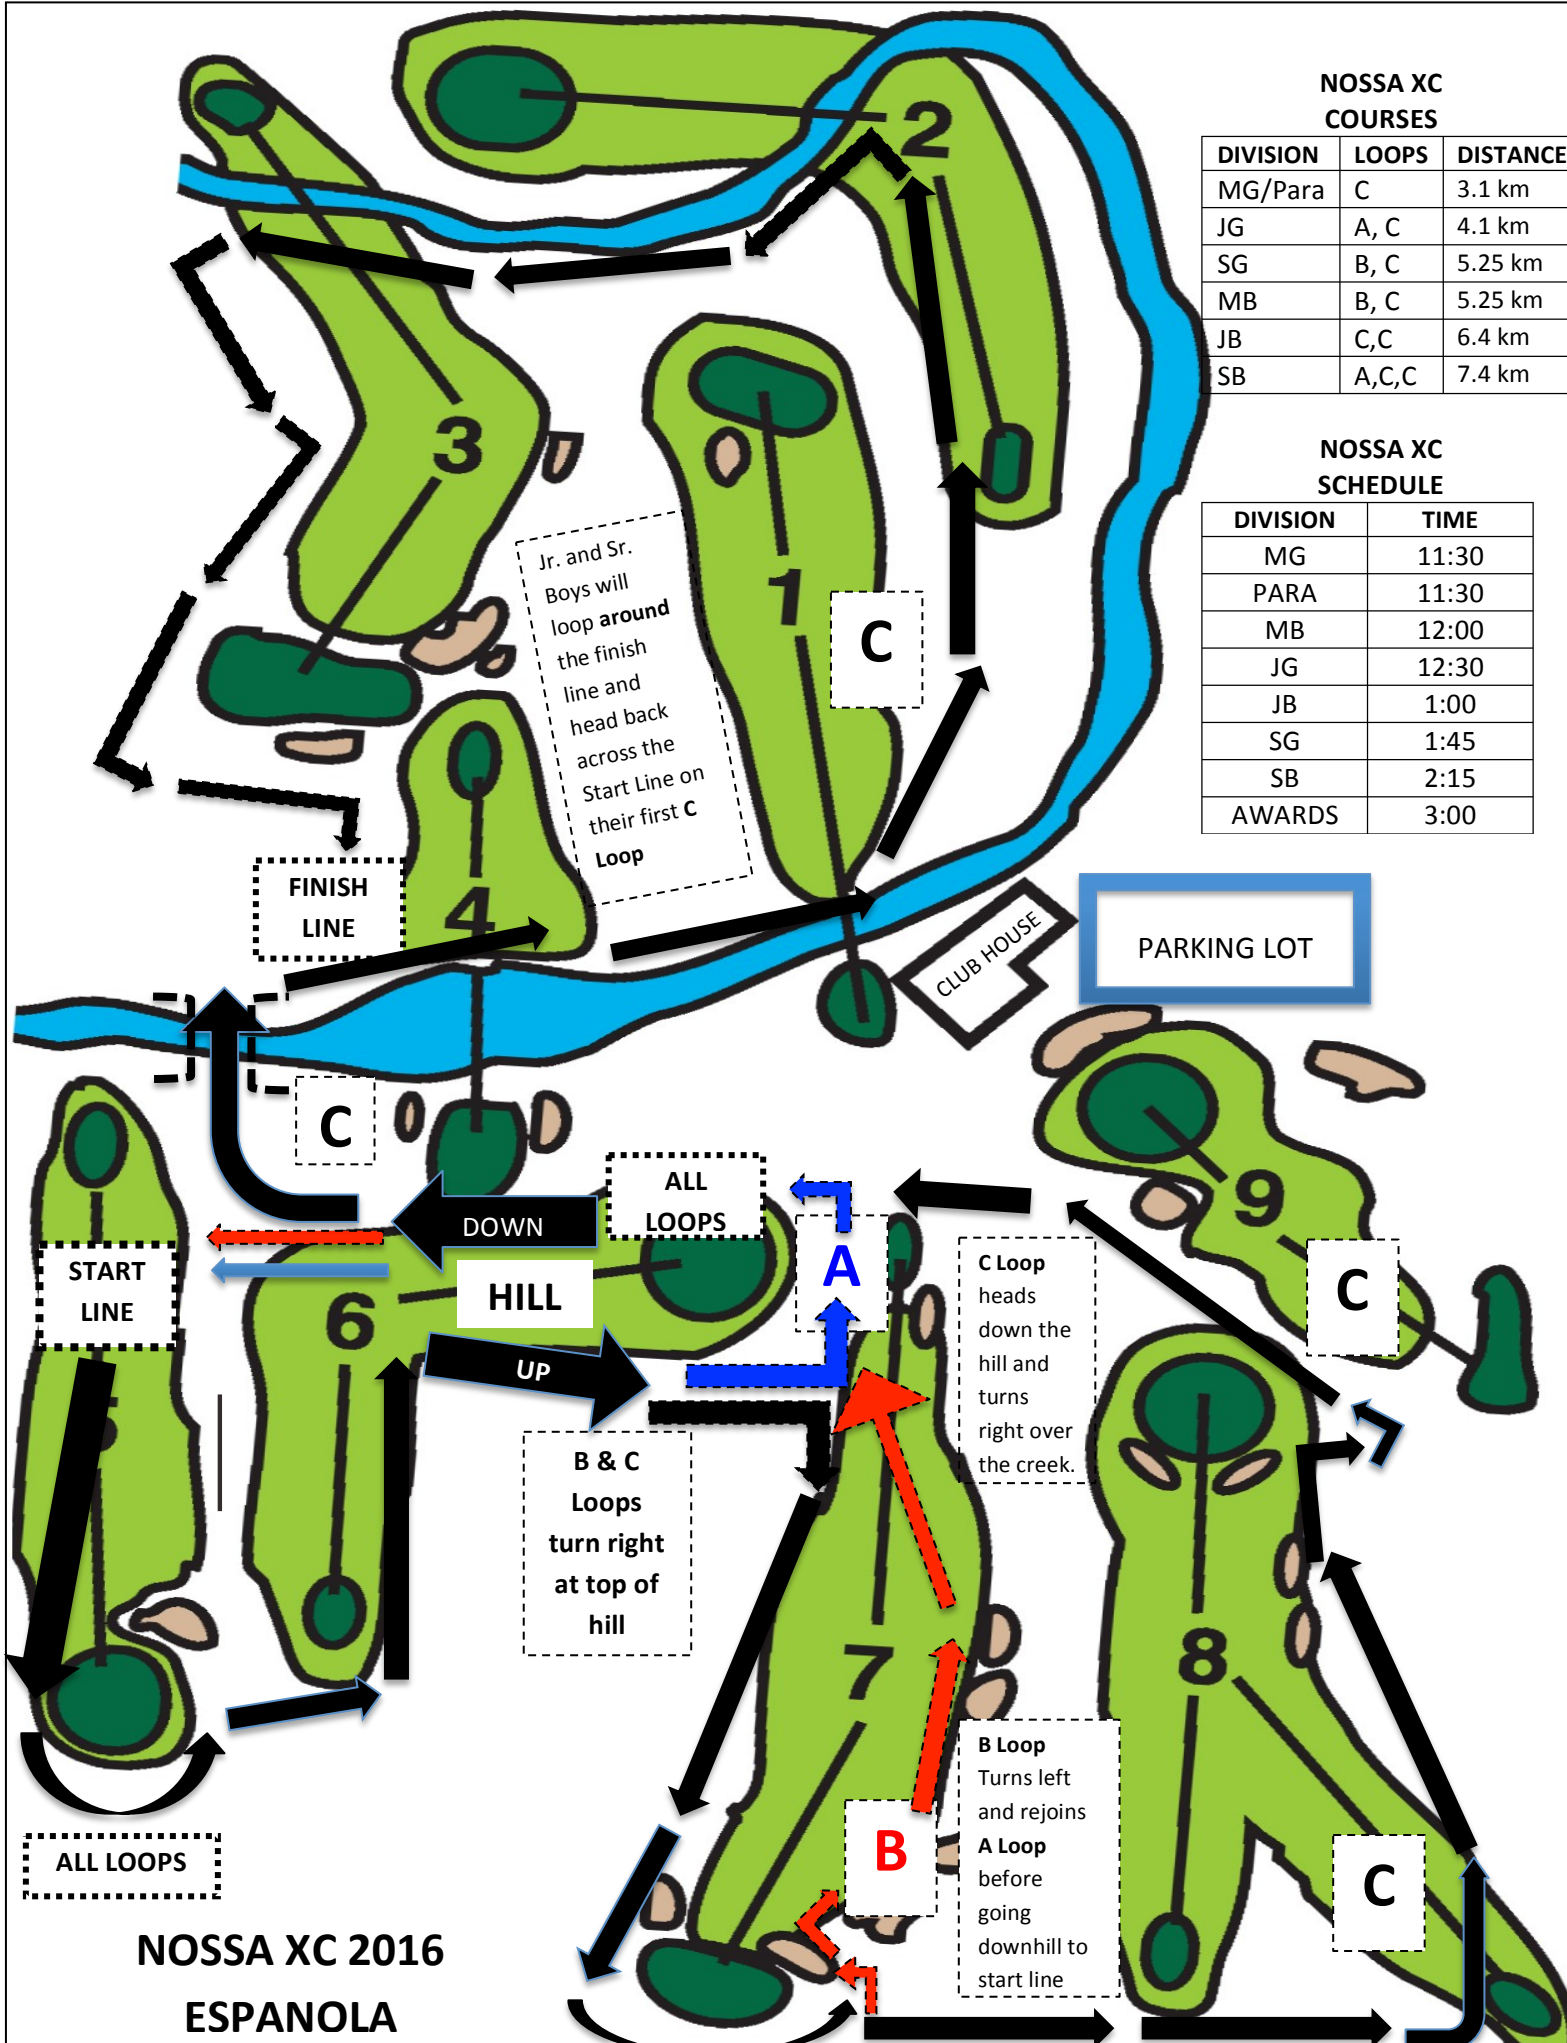 NOSSA XC
COURSES
DIVISION LOOPS DISTANCE
MG/Para C 3.1 km
JG A, C 4.1 km
SG B, C 5.25 km
MB B, C 5.25 km
JB C,C 6.4 km
SB A,C,C 7.4 km
NOSSA XC
SCHEDULE
DIVISION TIME
MG 11:30
PARA 11:30
MB 12:00
JG 12:30
JB 1:00
SG 1:45
SB 2:15
AWARDS 3:00
2
3
1
C
Jr. and Sr.
Boys will
loop around
the finish
line and
head back
across the
Start Line on
their first C
Loop
FINISH
LINE
4
CLUB HOUSE
PARKING LOT
C
ALL
LOOPS
DOWN
START
LINE
HILL
6
UP
A
9
C
C Loop
heads
down the
hill and
turns
right over
the creek.
5
B & C
Loops
turn right
at top of
hill
7
8
B Loop
Turns left
and rejoins
A Loop
before
going
downhill to
start line
B
C
ALL LOOPS
NOSSA XC 2016
ESPANOLA